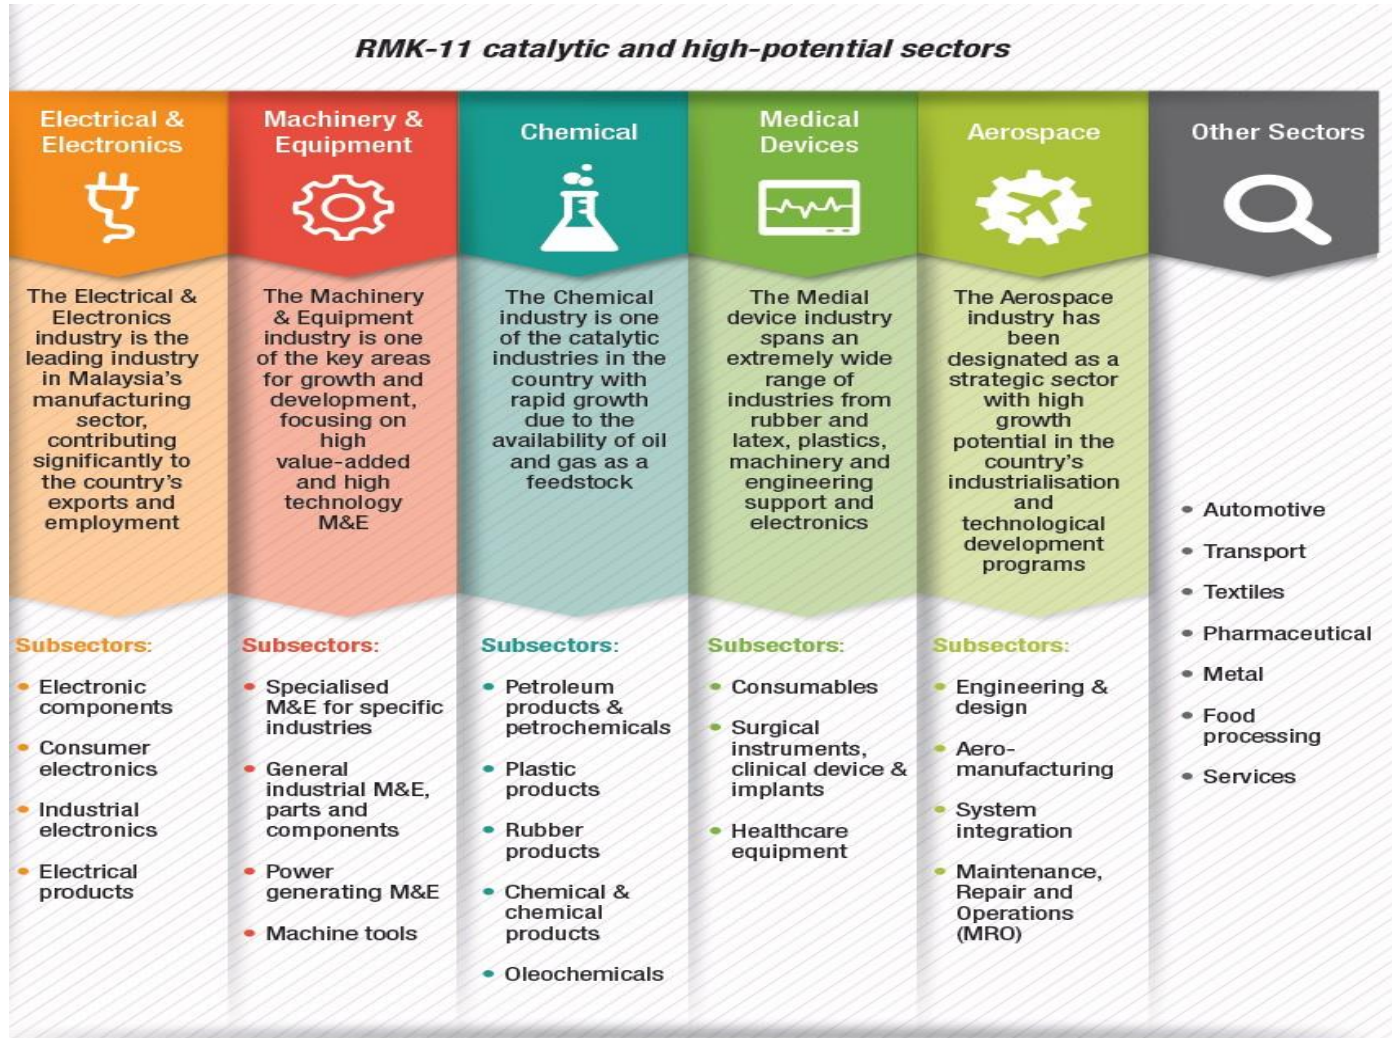 RMK-11 catalytic and high-potential sectors
Electrical &
Electronics
The Electrical &
Electronics
industry is the
leading industry
in Malaysia's
manufacturing
sector,
contributing
significantly to
the country's
exports and
employment
Subsectors:
• Electronic
components
• Consumer
electronics
• Industrial
electronics
• Electrical
products
Machinery &
Equipment
The Machinery
& Equipment
industry is one
of the key areas
for growth and
development,
focusing on
high
value-added
and high
technology
M&E
Subsectors:
• Specialised
M&E for specific
industries
• General
industrial M&E,
parts and
components
• Power
generating M&E
• Machine tools
Chemical
The Chemical
industry is one
of the catalytic
industries in the
country with
rapid growth
due to the
availability of oil
and gas as a
feedstock
Subsectors:
• Petroleum
products &
petrochemicals
• Plastic
products
• Rubber
products
• Chemical &
chemical
products
• Oleochemicals
Medical
Devices
The Medial
device industry
spans an
extremely wide
range of
industries from
rubber and
latex, plastics,
machinery and
engineering
support and
electronics
Subsectors:
• Consumables
• Surgical
instruments,
clinical device &
implants
• Healthcare
equipment
Aerospace
The Aerospace
industry has
been
designated as a
strategic sector
with high
growth
potential in the
country's
industrialisation
and
technological
development
programs
Subsectors:
• Engineering &
design
• Aero-
manufacturing
• System
integration
• Maintenance,
Repair and
Operations
(MRO)
Other Sectors
• Automotive
• Transport
• Textiles
• Pharmaceutical
• Metal
• Food
processing
• Services